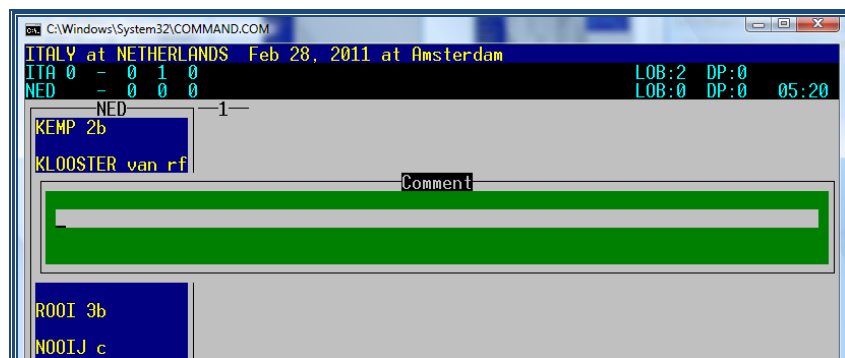 C:\Windows\System32\COMMAND.COM
ITALY at NETHERLANDS Feb 28, 2011 at Amsterdam
ITA 0 - 0 1 0 LOB:2 DP:0
NED - 0 0 0 LOB:0 DP:0 05:20
NED 1
KEMP 2b
KLOOSTER van rf
Comment
ROOI 3b
NOOIJ c